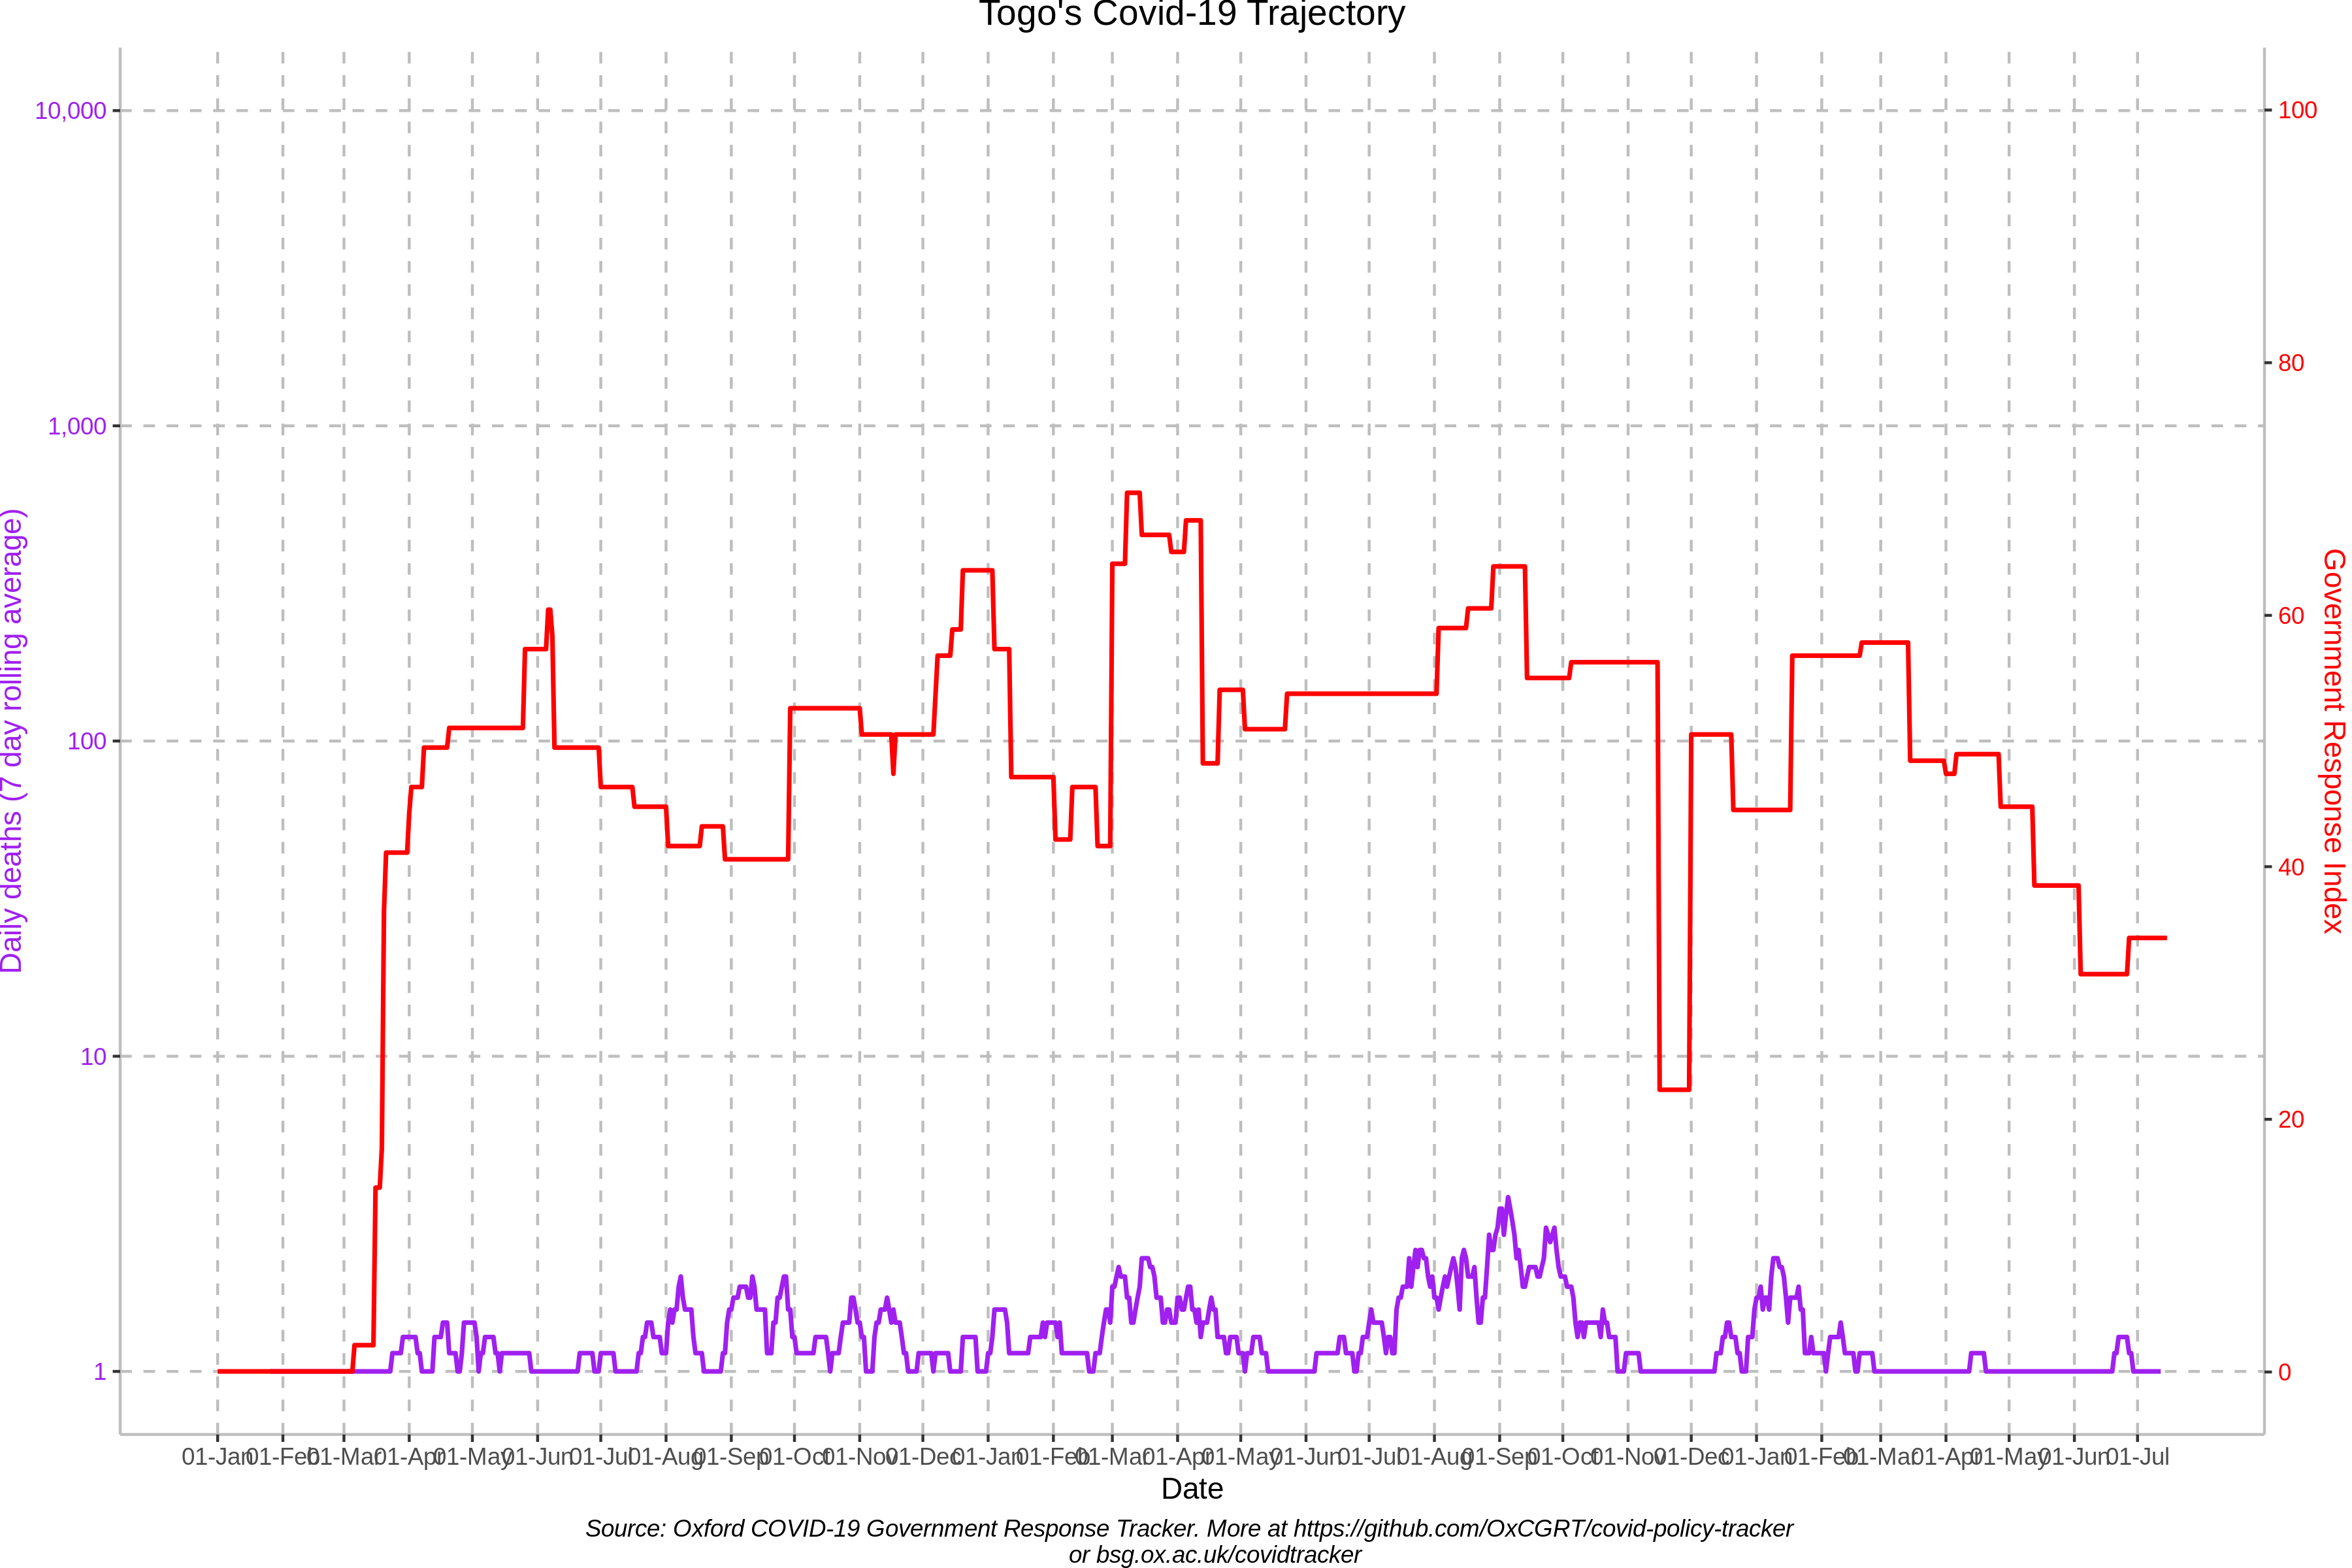 Togo's Covid-19 Trajectory
10,000
1,000
100
10
1
Daily deaths (7 day rolling average)
100
80
60
40
20
0
Government Response Index
01-Jan 01-Feb 01-Mar 01-Apr 01-May 01-Jun 01-Jul 01-Aug 01-Sep 01-Oct 01-Nov 01-Dec 01-Jan 01-Feb 01-Mar 01-Apr 01-May 01-Jun 01-Jul 01-Aug 01-Sep 01-Oct 01-Nov 01-Dec 01-Jan 01-Feb 01-Mar 01-Apr 01-May 01-Jun 01-Jul
Date
Source: Oxford COVID-19 Government Response Tracker. More at https://github.com/OxCGRT/covid-policy-tracker
or bsg.ox.ac.uk/covidtracker